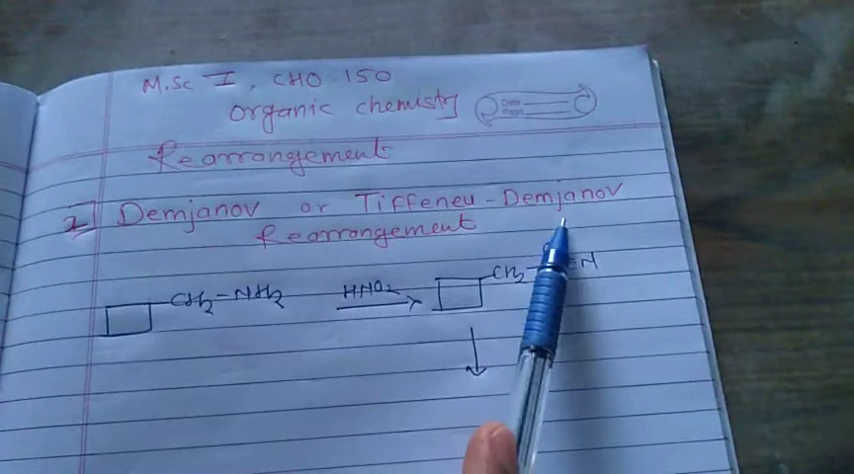 M.Sc I, CHO-150
organic chemistry
Date
Page
Rearrangement
1] Demjanov or Tiffeneu-Demjanov
Rearrangement
CH2-NH2 HNO2 CH2- N